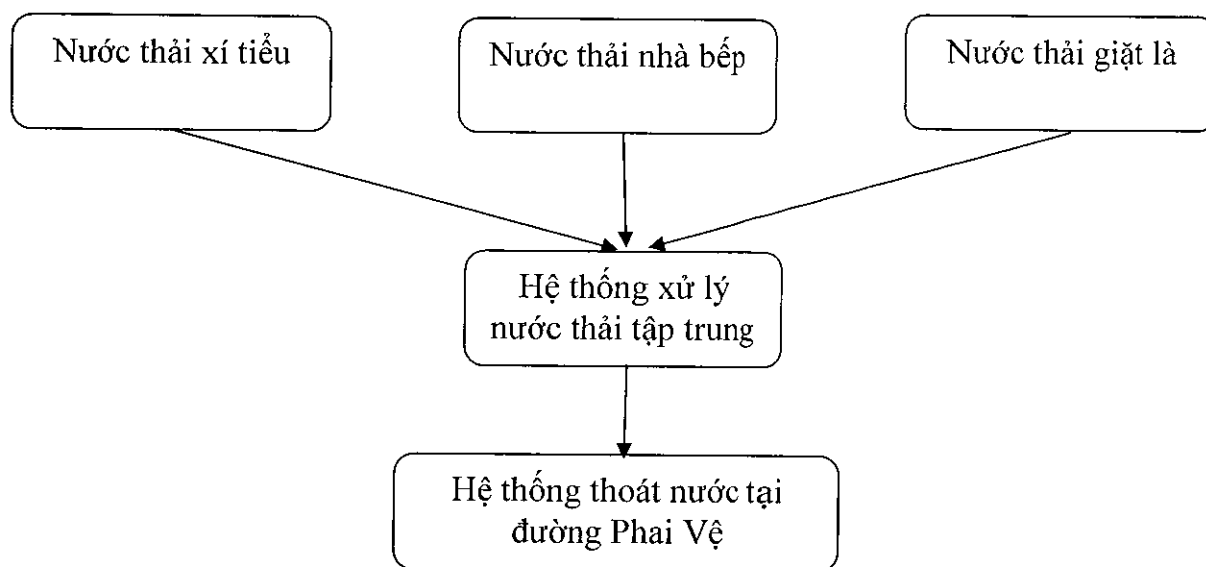 Nước thải xí tiểu
Nước thải nhà bếp
Nước thải giặt là
Hệ thống xử lý
nước thải tập trung
Hệ thống thoát nước tại
đường Phai Vệ